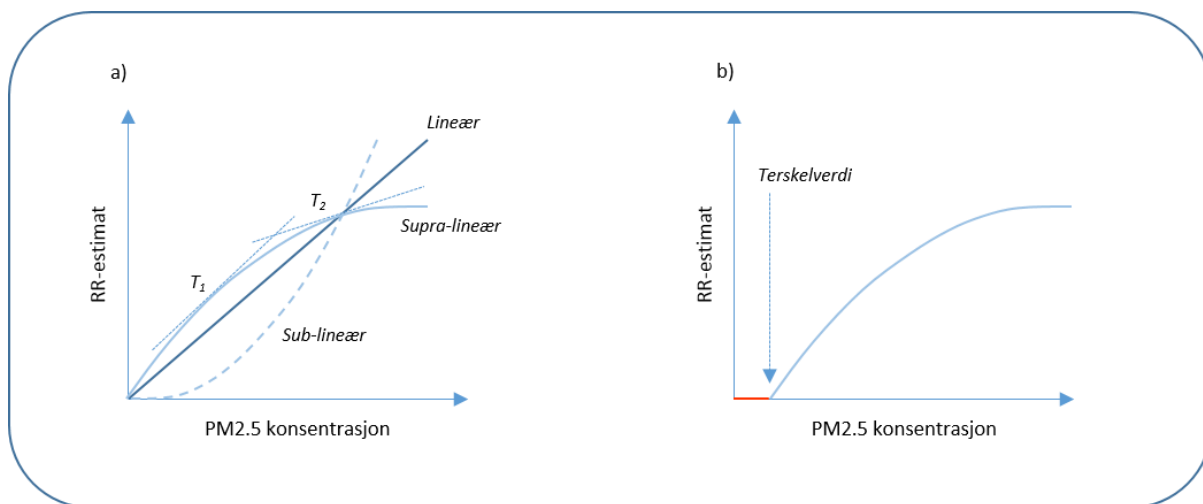 a)
Lineær
T2
Supra-lineær
T1
Sub-lineær
RR-estimat
PM2.5 konsentrasjon
b)
Terskelverdi
RR-estimat
PM2.5 konsentrasjon